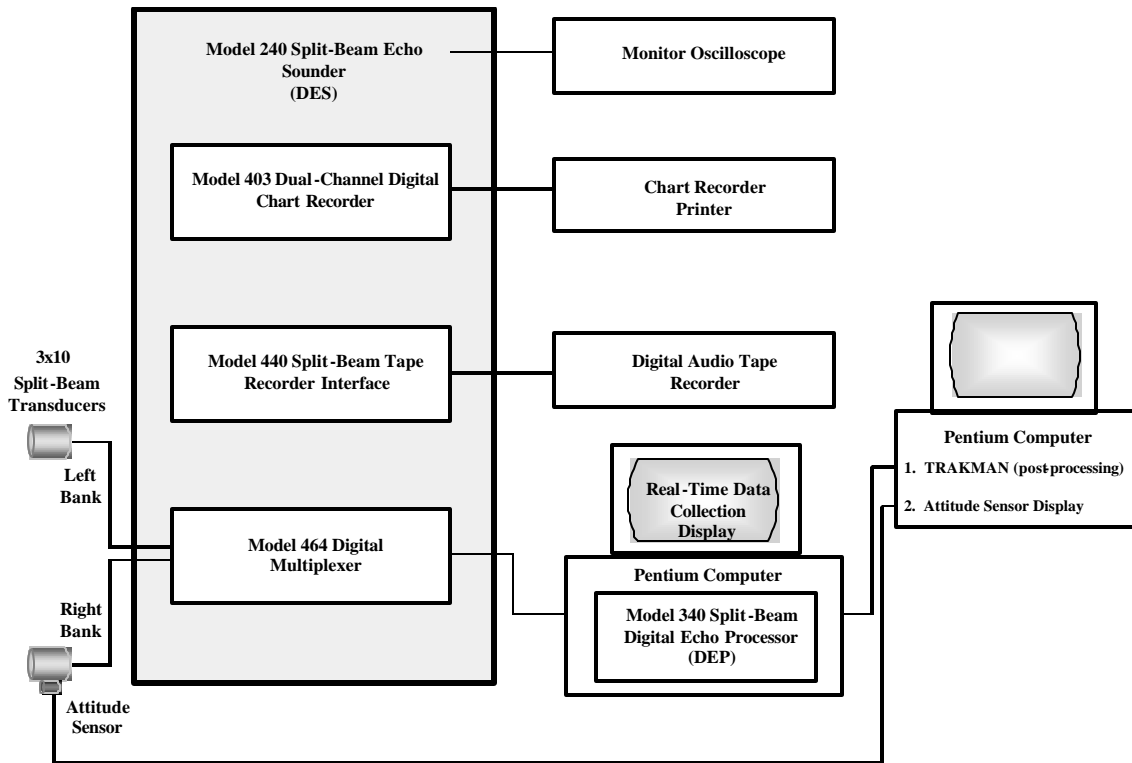 Model 240 Split-Beam Echo
Sounder
(DES)
Monitor Oscilloscope
Model 403 Dual-Channel Digital
Chart Recorder
Chart Recorder
Printer
Model 440 Split-Beam Tape
Recorder Interface
Digital Audio Tape
Recorder
3x10
Split-Beam
Transducers
Left
Bank
Model 464 Digital
Multiplexer
Right
Bank
Attitude
Sensor
Real-Time Data
Collection
Display
Pentium Computer
Model 340 Split-Beam
Digital Echo Processor
(DEP)
Pentium Computer
1. TRAKMAN (post-processing)
2. Attitude Sensor Display